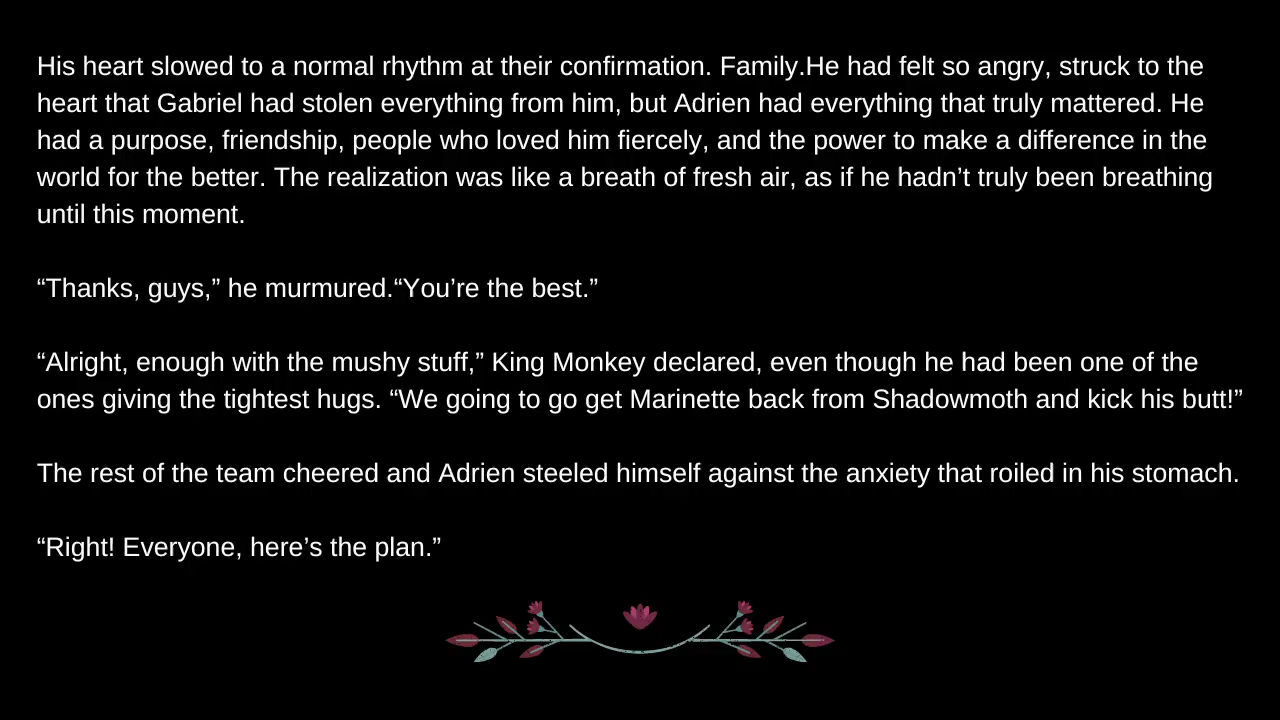 His heart slowed to a normal rhythm at their confirmation. Family.He had felt so angry, struck to the
heart that Gabriel had stolen everything from him, but Adrien had everything that truly mattered. He
had a purpose, friendship, people who loved him fiercely, and the power to make a difference in the
world for the better. The realization was like a breath of fresh air, as if he hadn’t truly been breathing
until this moment.
“Thanks, guys,” he murmured.“You’re the best.”
“Alright, enough with the mushy stuff,” King Monkey declared, even though he had been one of the
ones giving the tightest hugs. “We going to go get Marinette back from Shadowmoth and kick his butt!”
The rest of the team cheered and Adrien steeled himself against the anxiety that roiled in his stomach.
“Right! Everyone, here’s the plan.”